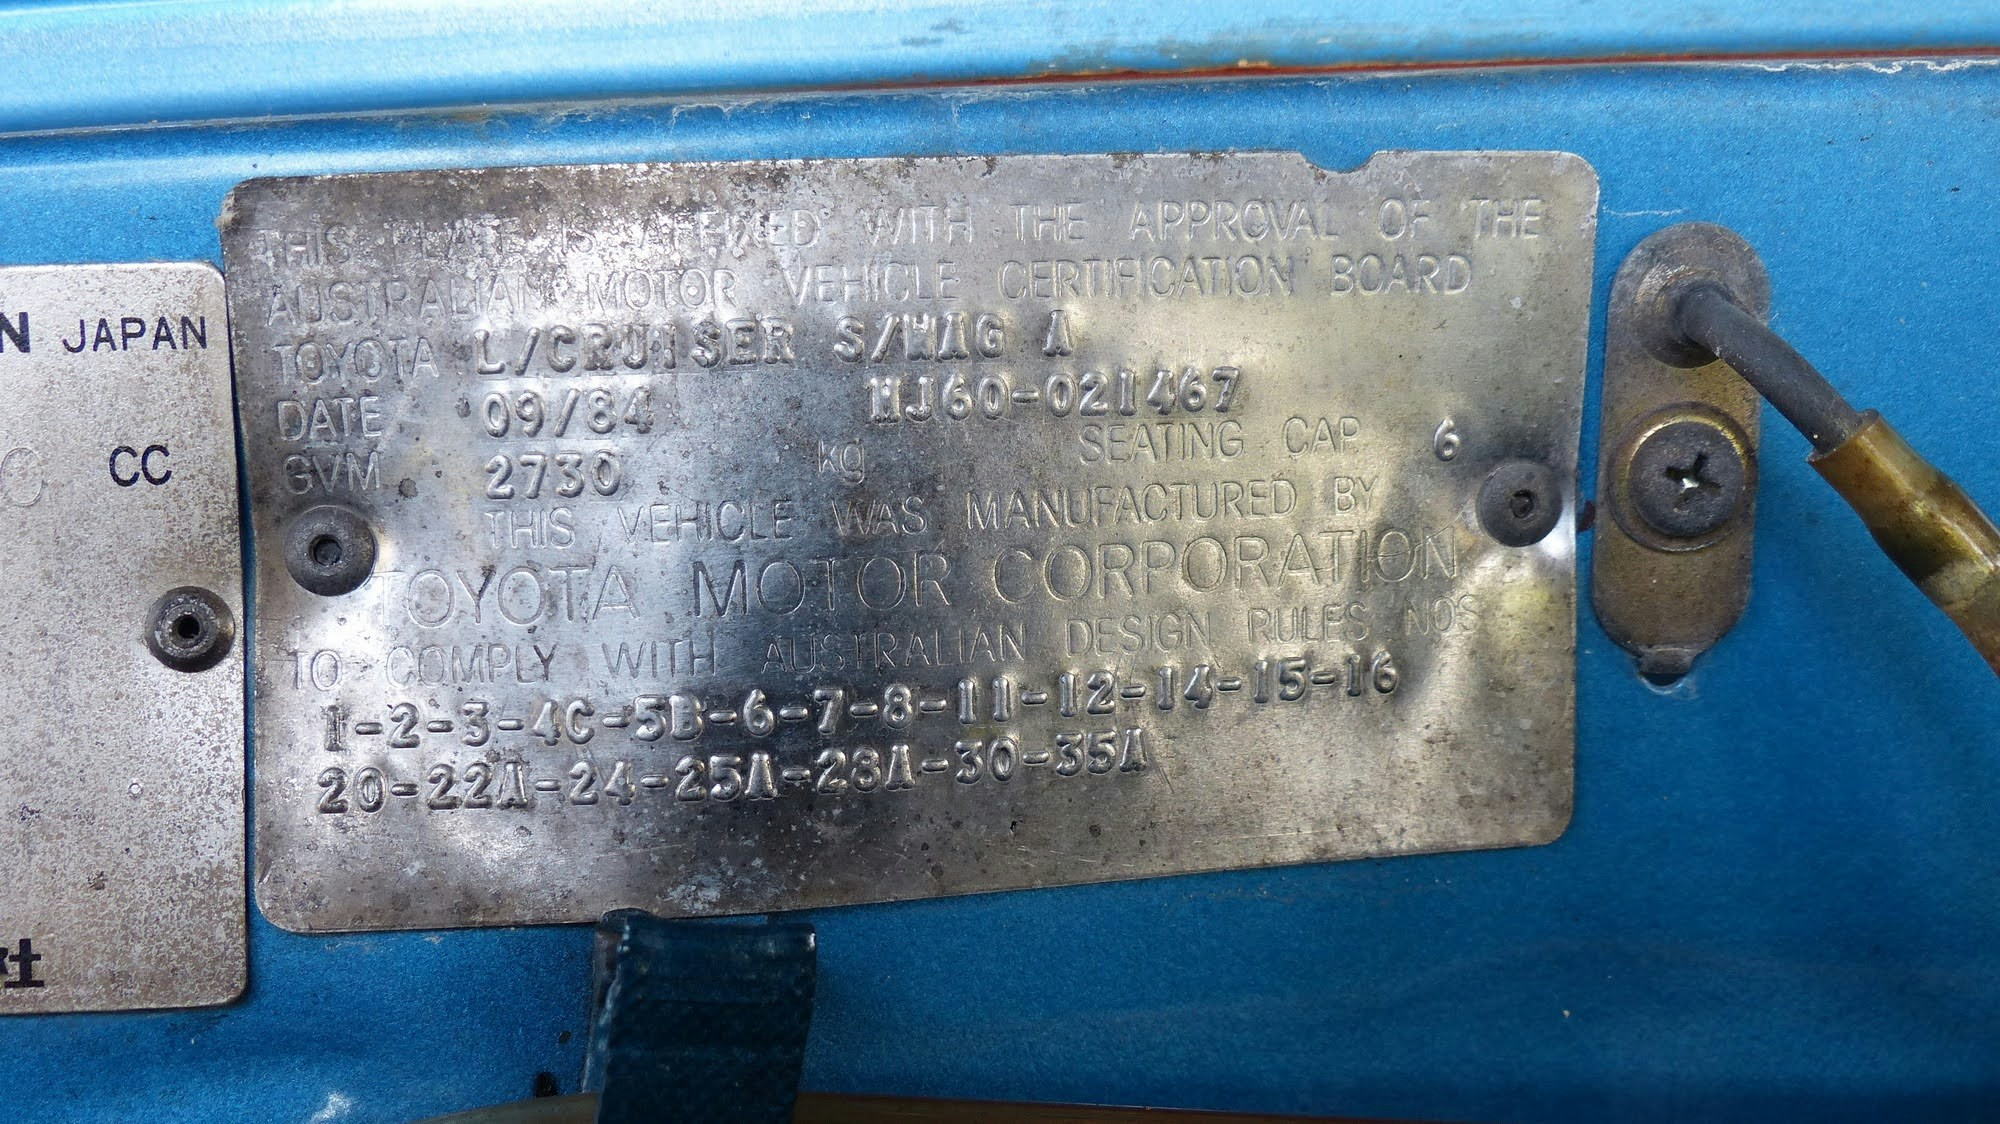 THIS PLATE IS AFFIXED WITH THE APPROVAL OF THE
AUSTRALIAN MOTOR VEHICLE CERTIFICATION BOARD
TOYOTA L/CRUISER S/WAG A
DATE 09/84 HJ60-021467
GVM 2730 kg SEATING CAP. 6
THIS VEHICLE WAS MANUFACTURED BY
TOYOTA MOTOR CORPORATION
TO COMPLY WITH AUSTRALIAN DESIGN RULES NOS
1-2-3-4C-5B-6-7-8-11-12-14-15-16
20-22A-24-25A-28A-30-35A
N JAPAN
C CC
社